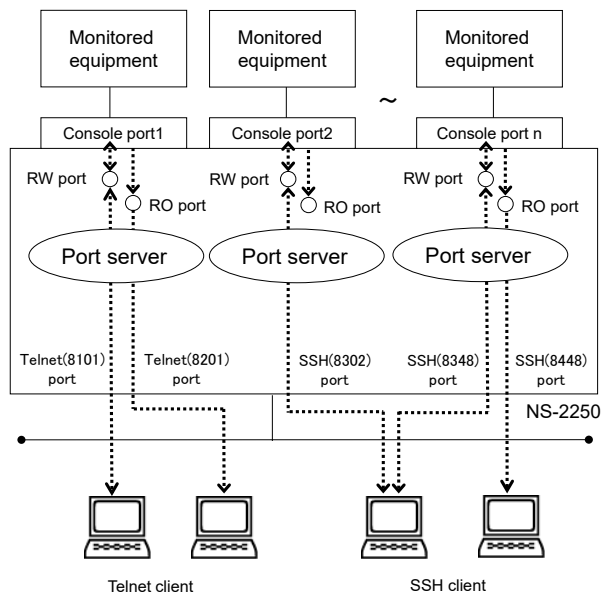 Monitored
equipment
Monitored
equipment
Monitored
equipment
~
Console port1
Console port2
Console port n
RW port
RO port
RW port
RO port
RW port
RO port
Port server
Port server
Port server
Telnet(8101)
port
Telnet(8201)
port
SSH(8302)
port
SSH(8348)
port
SSH(8448)
port
NS-2250
Telnet client
SSH client